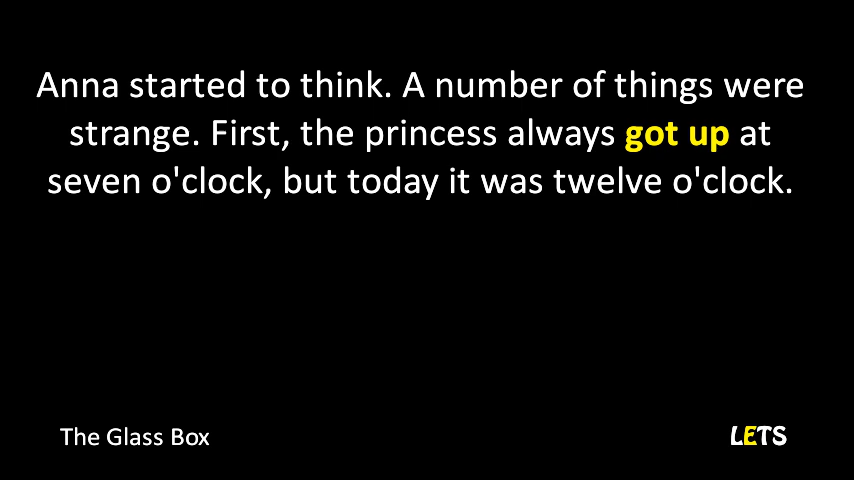 Anna started to think. A number of things were
strange. First, the princess always got up at
seven o'clock, but today it was twelve o'clock.
The Glass Box
LETS